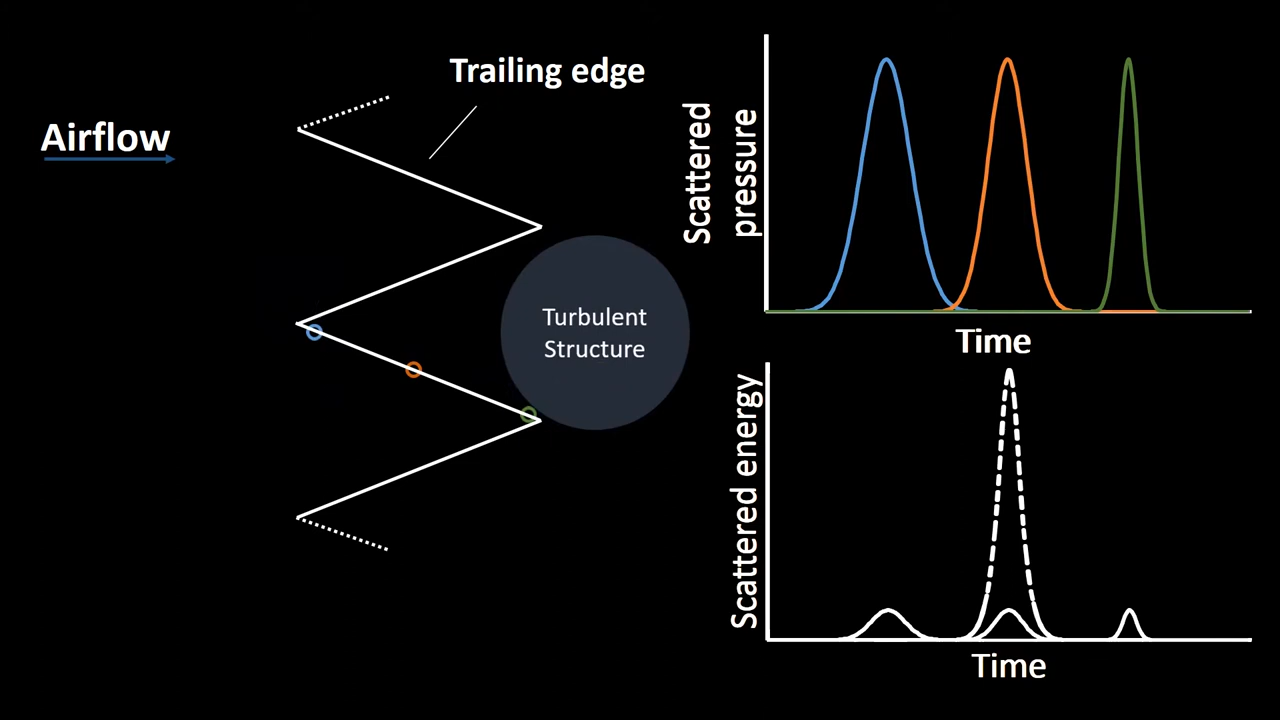 Trailing edge
Airflow
Turbulent
Structure
Scattered
pressure
Time
Scattered energy
Time